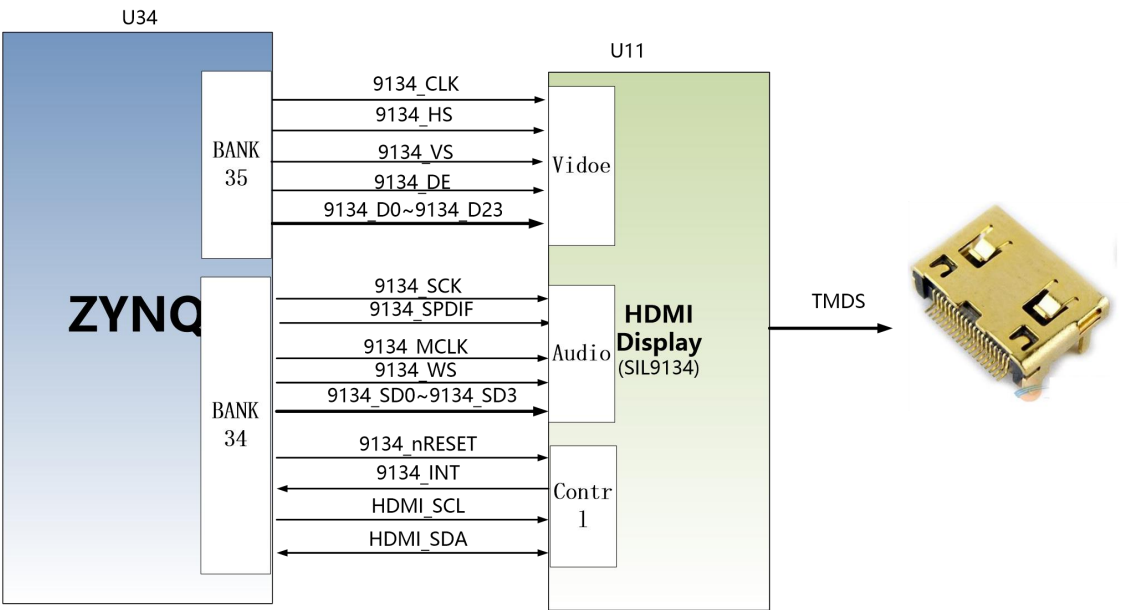 U34
U11
ZYNQ
BANK
35
9134_CLK
9134_HS
9134_VS
9134_DE
9134_D0~9134_D23
Vidoe
BANK
34
9134_SCK
9134_SPDIF
9134_MCLK
9134_WS
9134_SD0~9134_SD3
Audio
9134_nRESET
9134_INT
HDMI_SCL
HDMI_SDA
Contr
l
HDMI
Display
(SIL9134)
TMDS